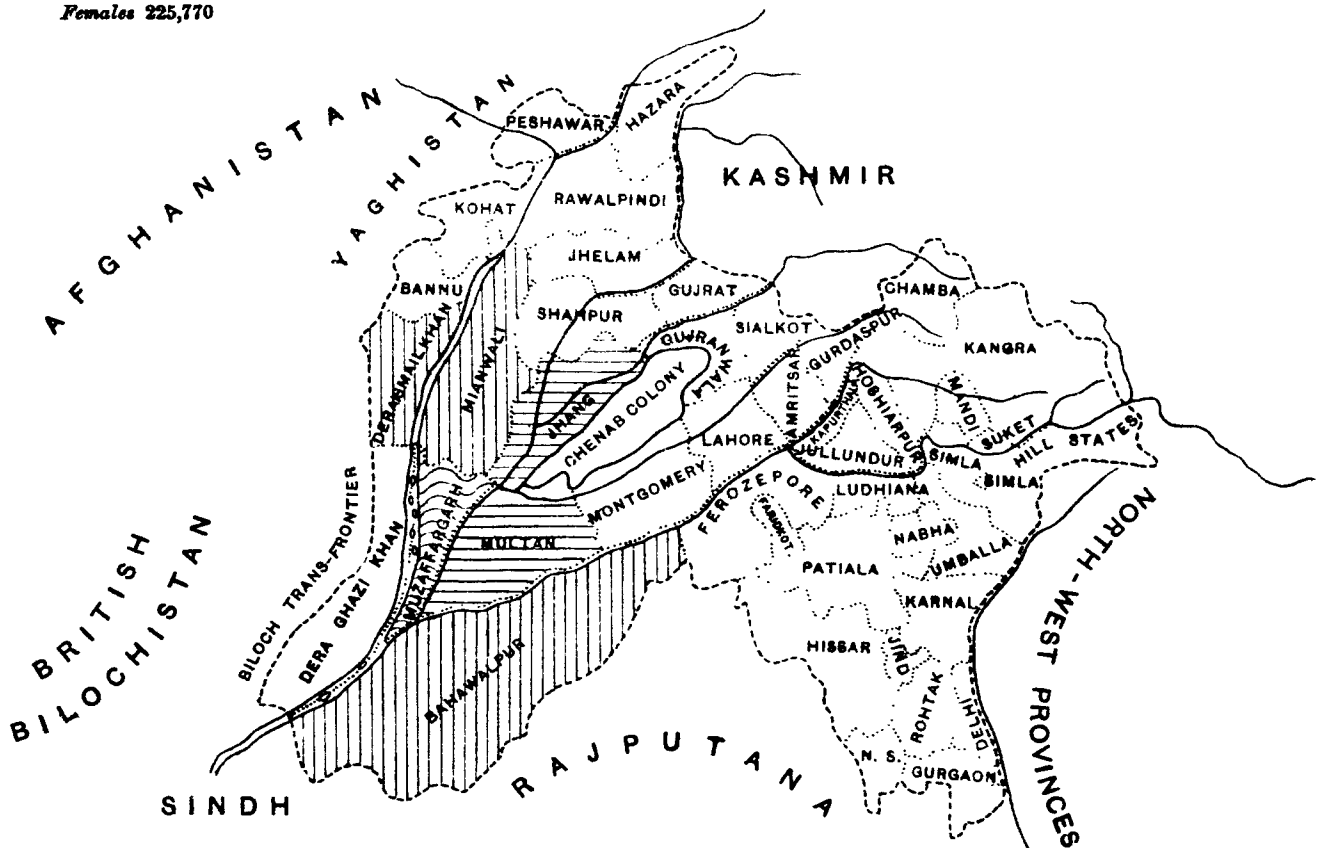 Females 225,770
AFGHANISTAN
YAGHISTAN
PESHAWAR
HAZARA
KASHMIR
KOHAT
RAWALPINDI
JHELAM
BANNU
GUJRAT
SHAHPUR
SIALKOT
CHAMBA
KANGRA
GURDASPUR
GUJRANWALA
DERA ISMAIL KHAN
MIANWALI
JHANG
CHENAB COLONY
AMRITSAR
KAPURTHALA
HOSHIARPUR
MANDI
SUKET
LAHORE
JULLUNDUR
SIMLA
HILL STATES
SIMLA
MONTGOMERY
FEROZEPORE
LUDHIANA
FARIDKOT
NABHA
UMBALLA
PATIALA
KARNAL
MULTAN
MUZAFFARGARH
BILOCH TRANS-FRONTIER
DERA GHAZI KHAN
BRITISH
BILOCHISTAN
BAHAWALPUR
HISSAR
JIND
ROHTAK
DELHI
N. S.
GURGAON
NORTH-WEST PROVINCES
RAJPUTANA
SINDH